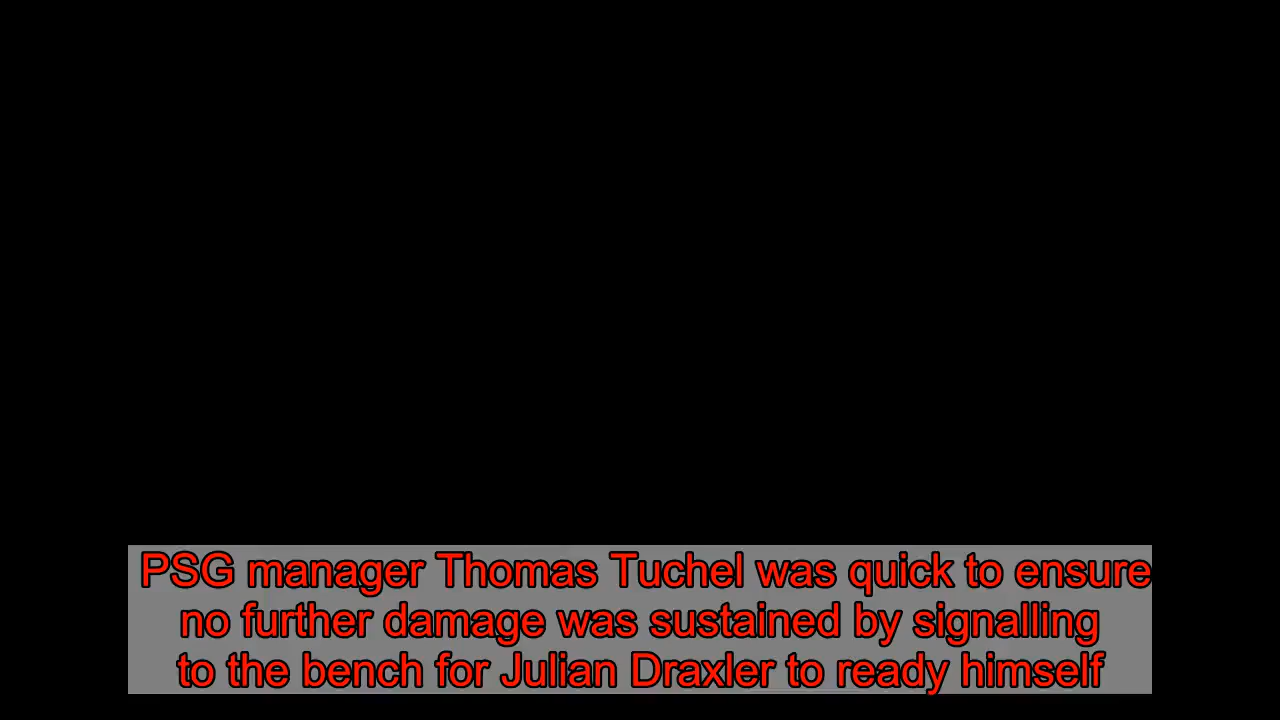 PSG manager Thomas Tuchel was quick to ensure
no further damage was sustained by signalling
to the bench for Julian Draxler to ready himself